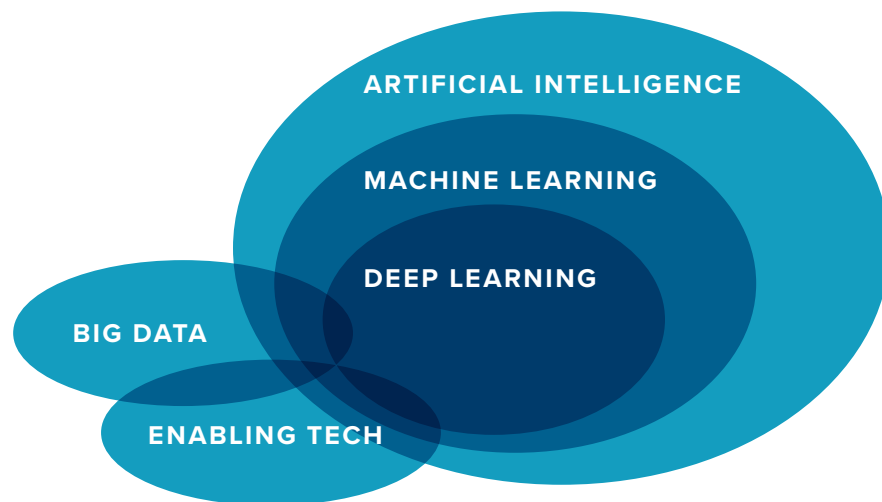 ARTIFICIAL INTELLIGENCE
MACHINE LEARNING
DEEP LEARNING
BIG DATA
ENABLING TECH